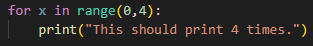 for x in range(0,4):
    print("This should print 4 times.")